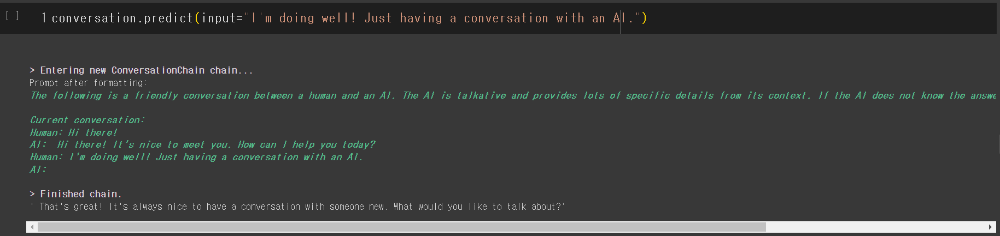 [ ] 1 conversation.predict(input="I'm doing well! Just having a conversation with an AI.")
> Entering new ConversationChain chain...
Prompt after formatting:
The following is a friendly conversation between a human and an AI. The AI is talkative and provides lots of specific details from its context. If the AI does not know the answe
Current conversation:
Human: Hi there!
AI:  Hi there! It's nice to meet you. How can I help you today?
Human: I'm doing well! Just having a conversation with an AI.
AI:
> Finished chain.
' That's great! It's always nice to have a conversation with someone new. What would you like to talk about?'